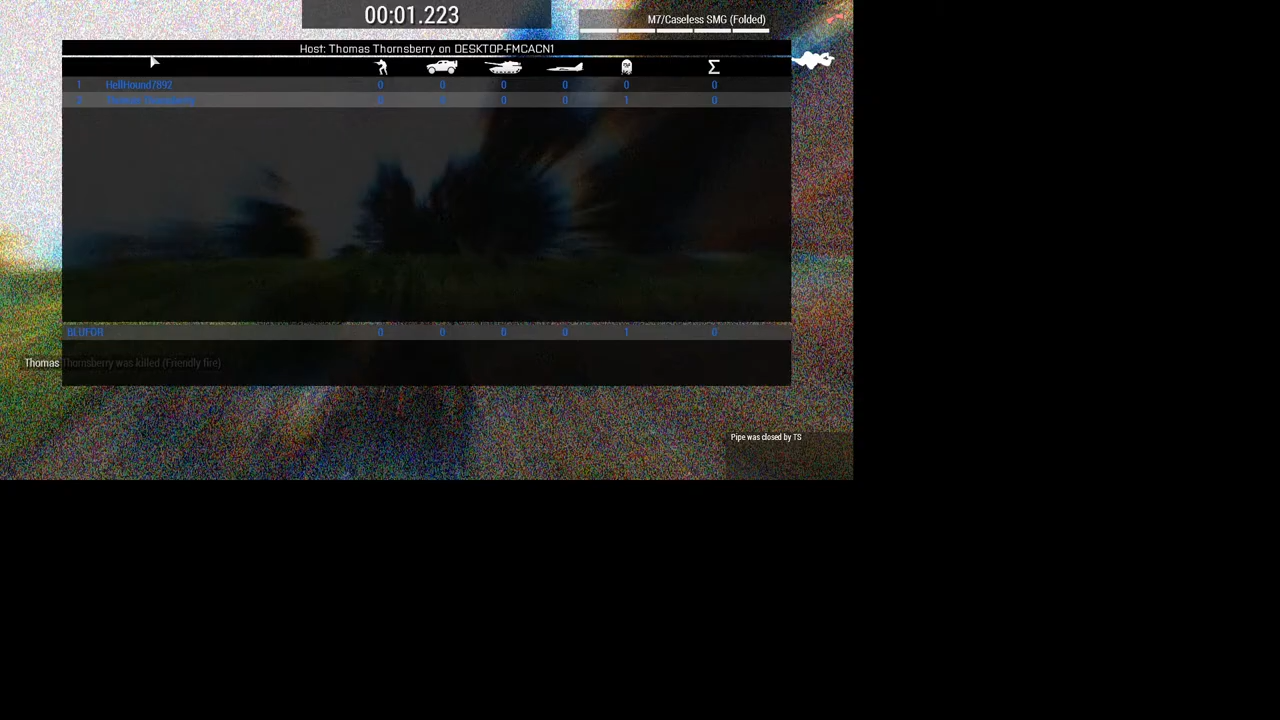 00:01.223
M7/Caseless SMG (Folded)
Host: Thomas Thornsberry on DESKTOP-FMCACN1
Σ
1 HellHound7892 0 0 0 0 0 0
2 Thomas Thornsberry 0 0 0 0 1 0
BLUFOR 0 0 0 0 1 0
Thomas Thornsberry was killed (Friendly fire)
Pipe was closed by TS